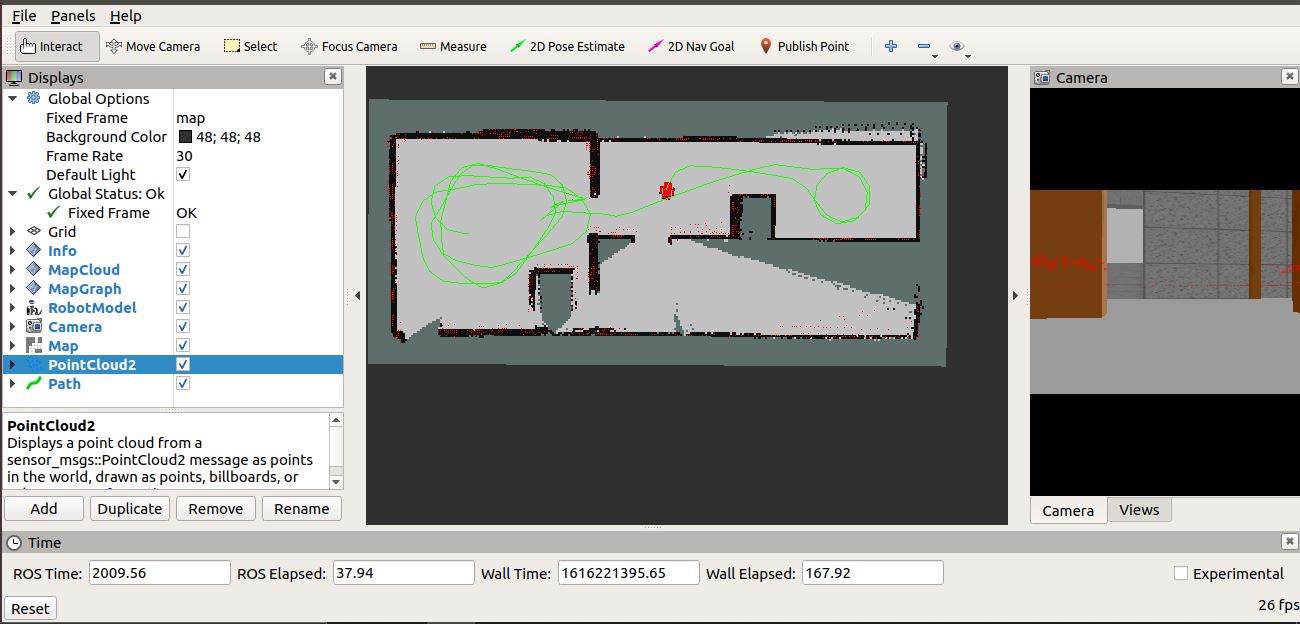 File Panels Help
Interact Move Camera Select Focus Camera Measure 2D Pose Estimate 2D Nav Goal Publish Point
Displays
Global Options
Fixed Frame map
Background Color 48; 48; 48
Frame Rate 30
Default Light
Global Status: Ok
Fixed Frame OK
Grid
Info
MapCloud
MapGraph
RobotModel
Camera
Map
PointCloud2
Path
PointCloud2
Displays a point cloud from a
sensor_msgs::PointCloud2 message as points
in the world, drawn as points, billboards, or
Add Duplicate Remove Rename
Camera
Camera Views
Time
ROS Time: 2009.56 ROS Elapsed: 37.94 Wall Time: 1616221395.65 Wall Elapsed: 167.92 Experimental
Reset 26 fps